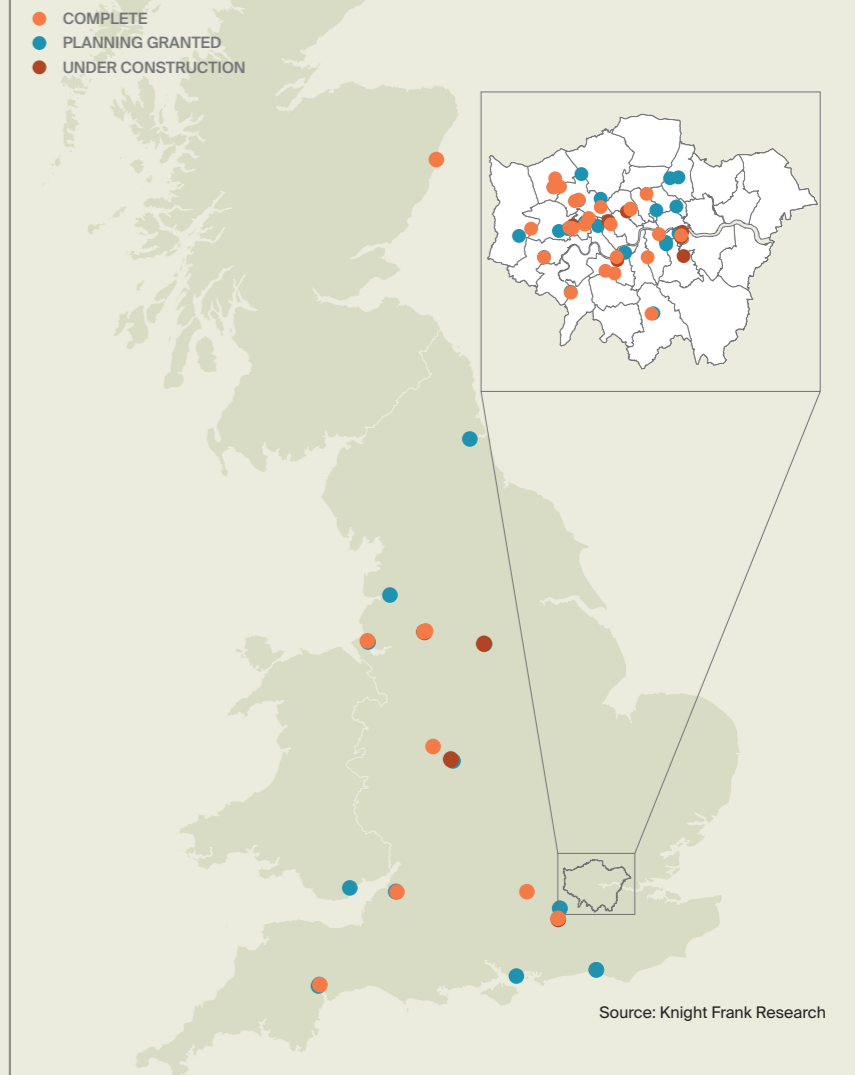 COMPLETE
PLANNING GRANTED
UNDER CONSTRUCTION
Source: Knight Frank Research